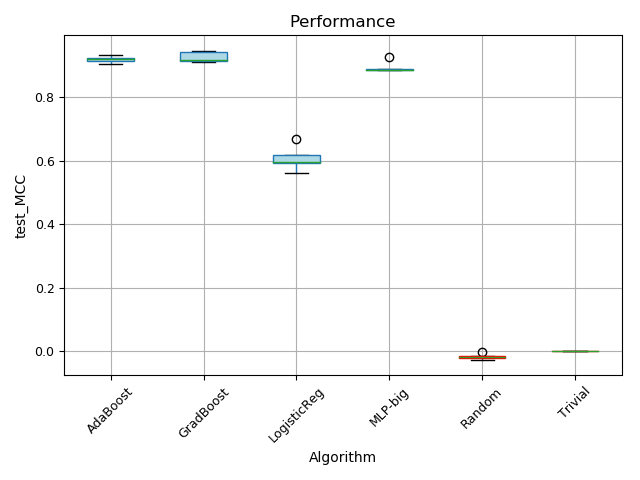 Performance
test_MCC
0.8
0.6
0.4
0.2
0.0
AdaBoost
GradBoost
LogisticReg
MLP-big
Random
Trivial
Algorithm